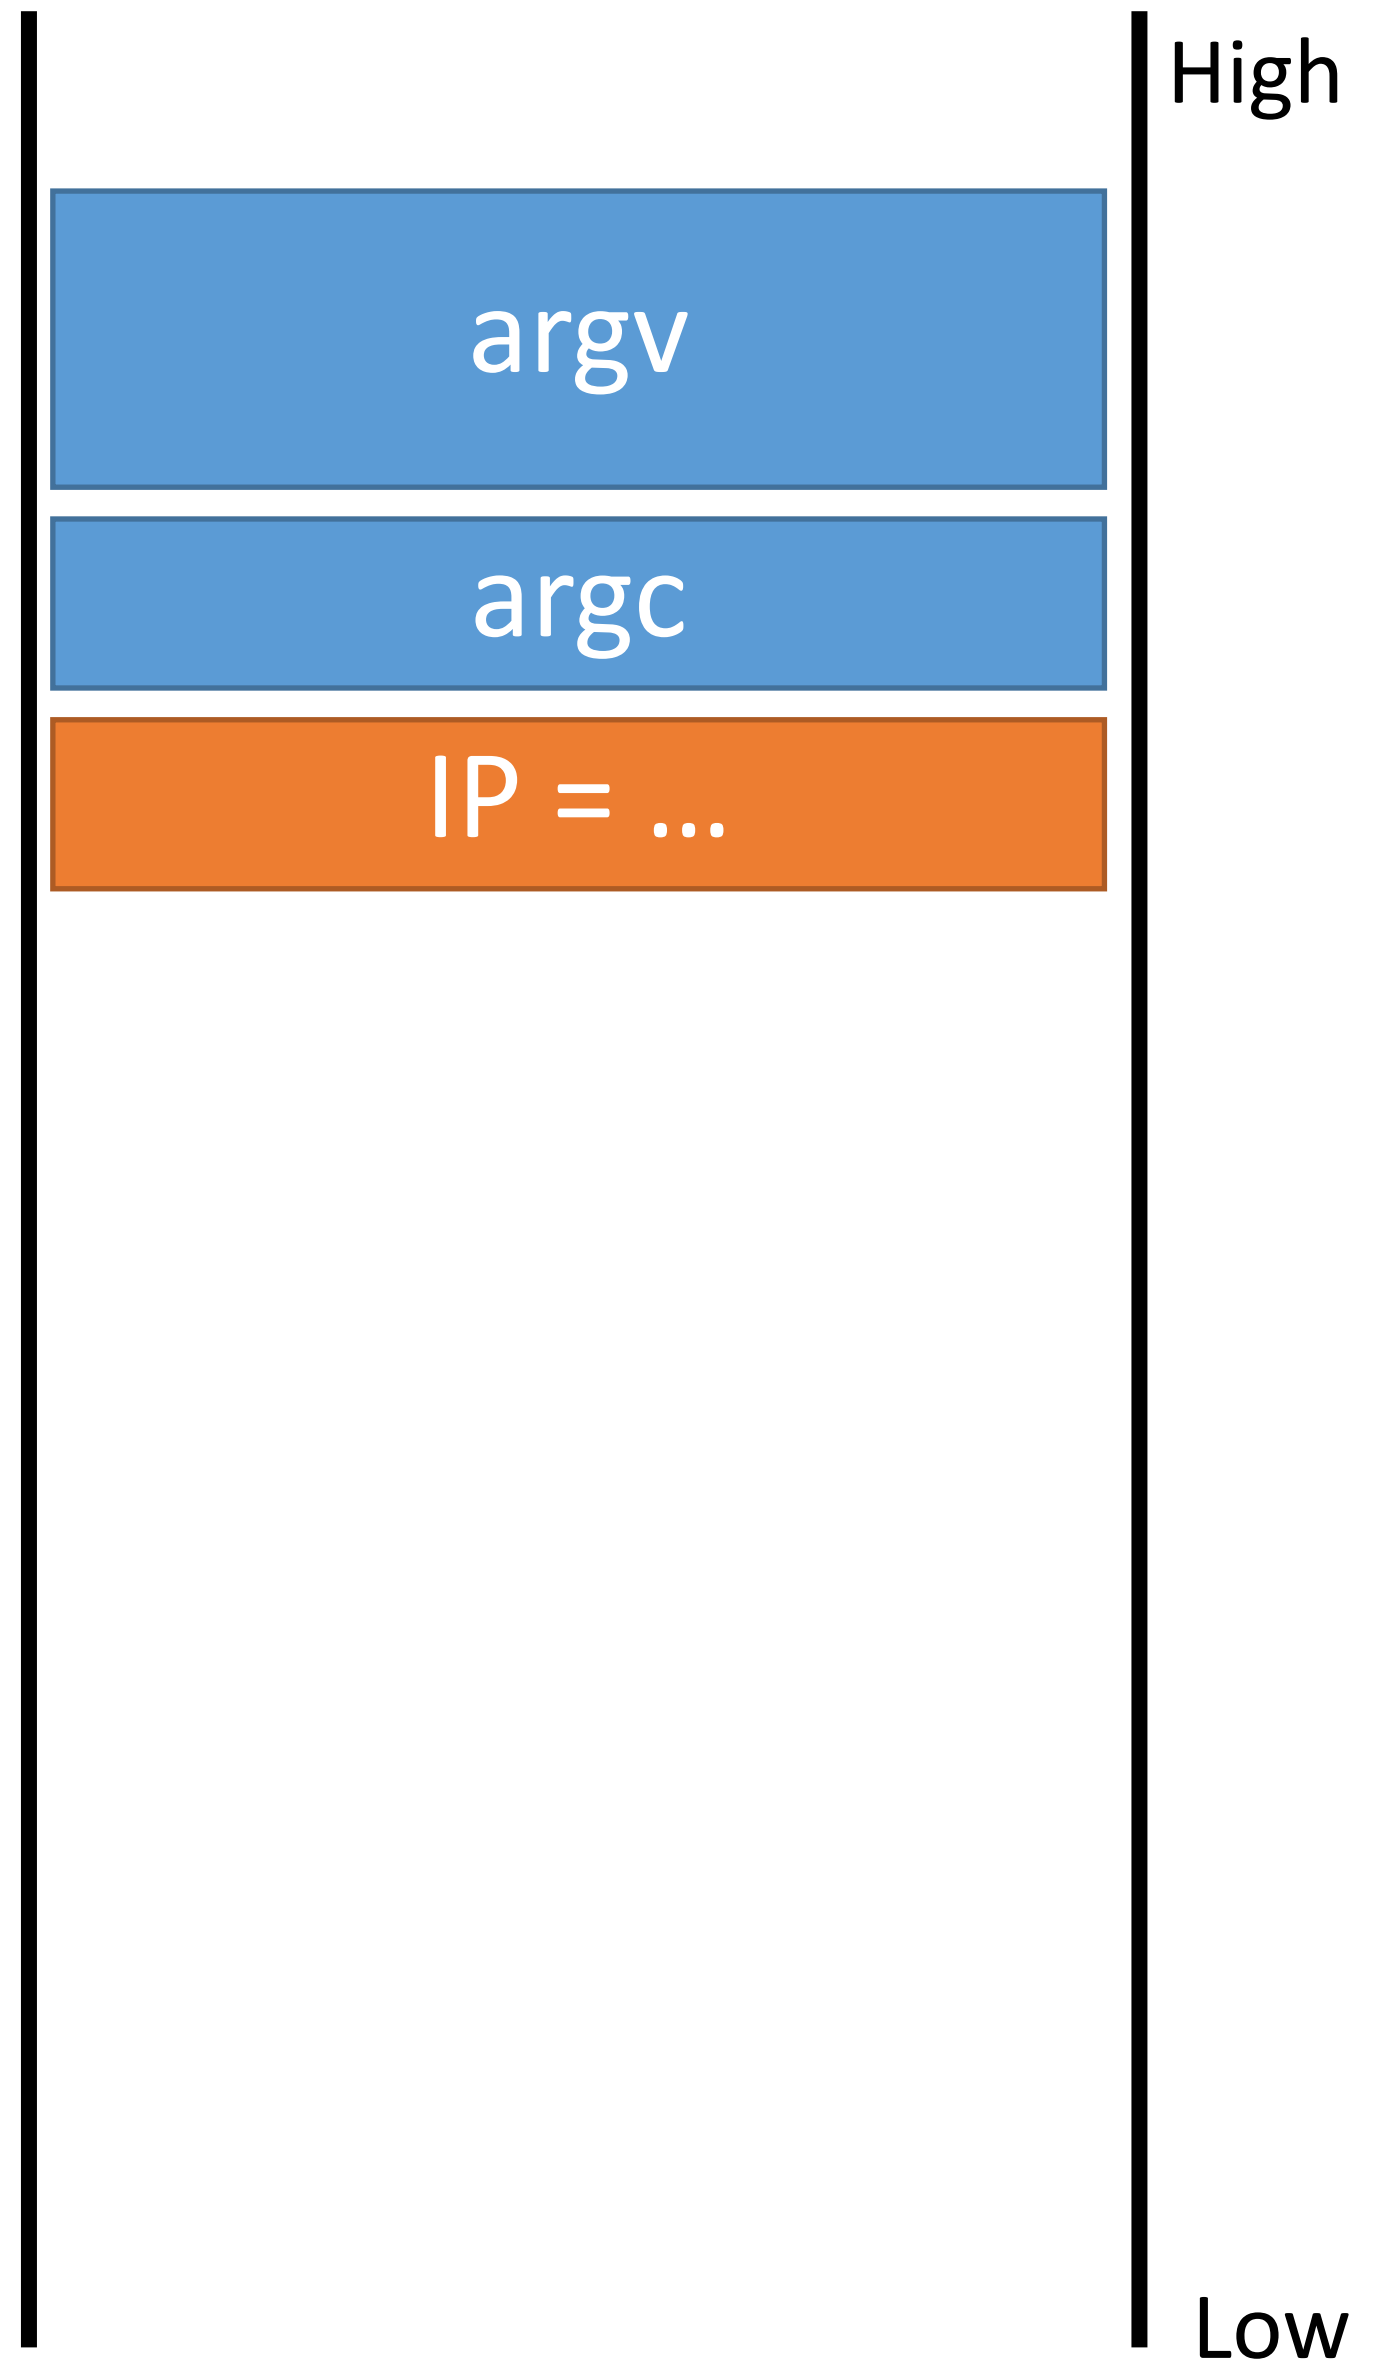 High
argv
argc
IP = …
Low